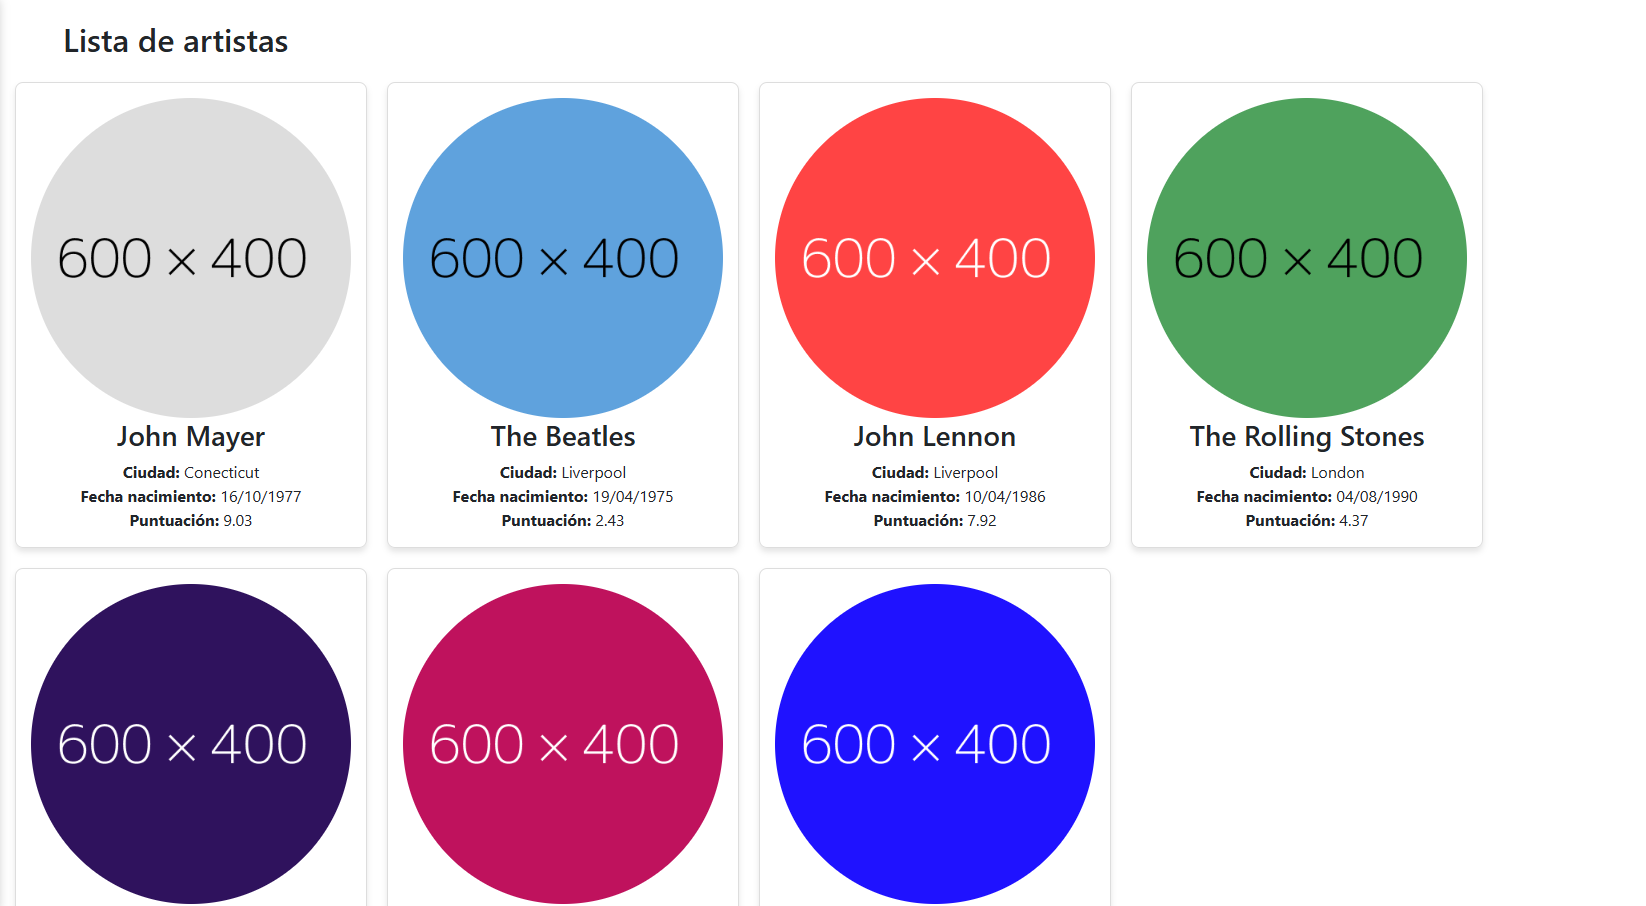 Lista de artistas
600 × 400
John Mayer
Ciudad: Conecticut
Fecha nacimiento: 16/10/1977
Puntuación: 9.03
600 × 400
The Beatles
Ciudad: Liverpool
Fecha nacimiento: 19/04/1975
Puntuación: 2.43
600 × 400
John Lennon
Ciudad: Liverpool
Fecha nacimiento: 10/04/1986
Puntuación: 7.92
600 × 400
The Rolling Stones
Ciudad: London
Fecha nacimiento: 04/08/1990
Puntuación: 4.37
600 × 400
600 × 400
600 × 400